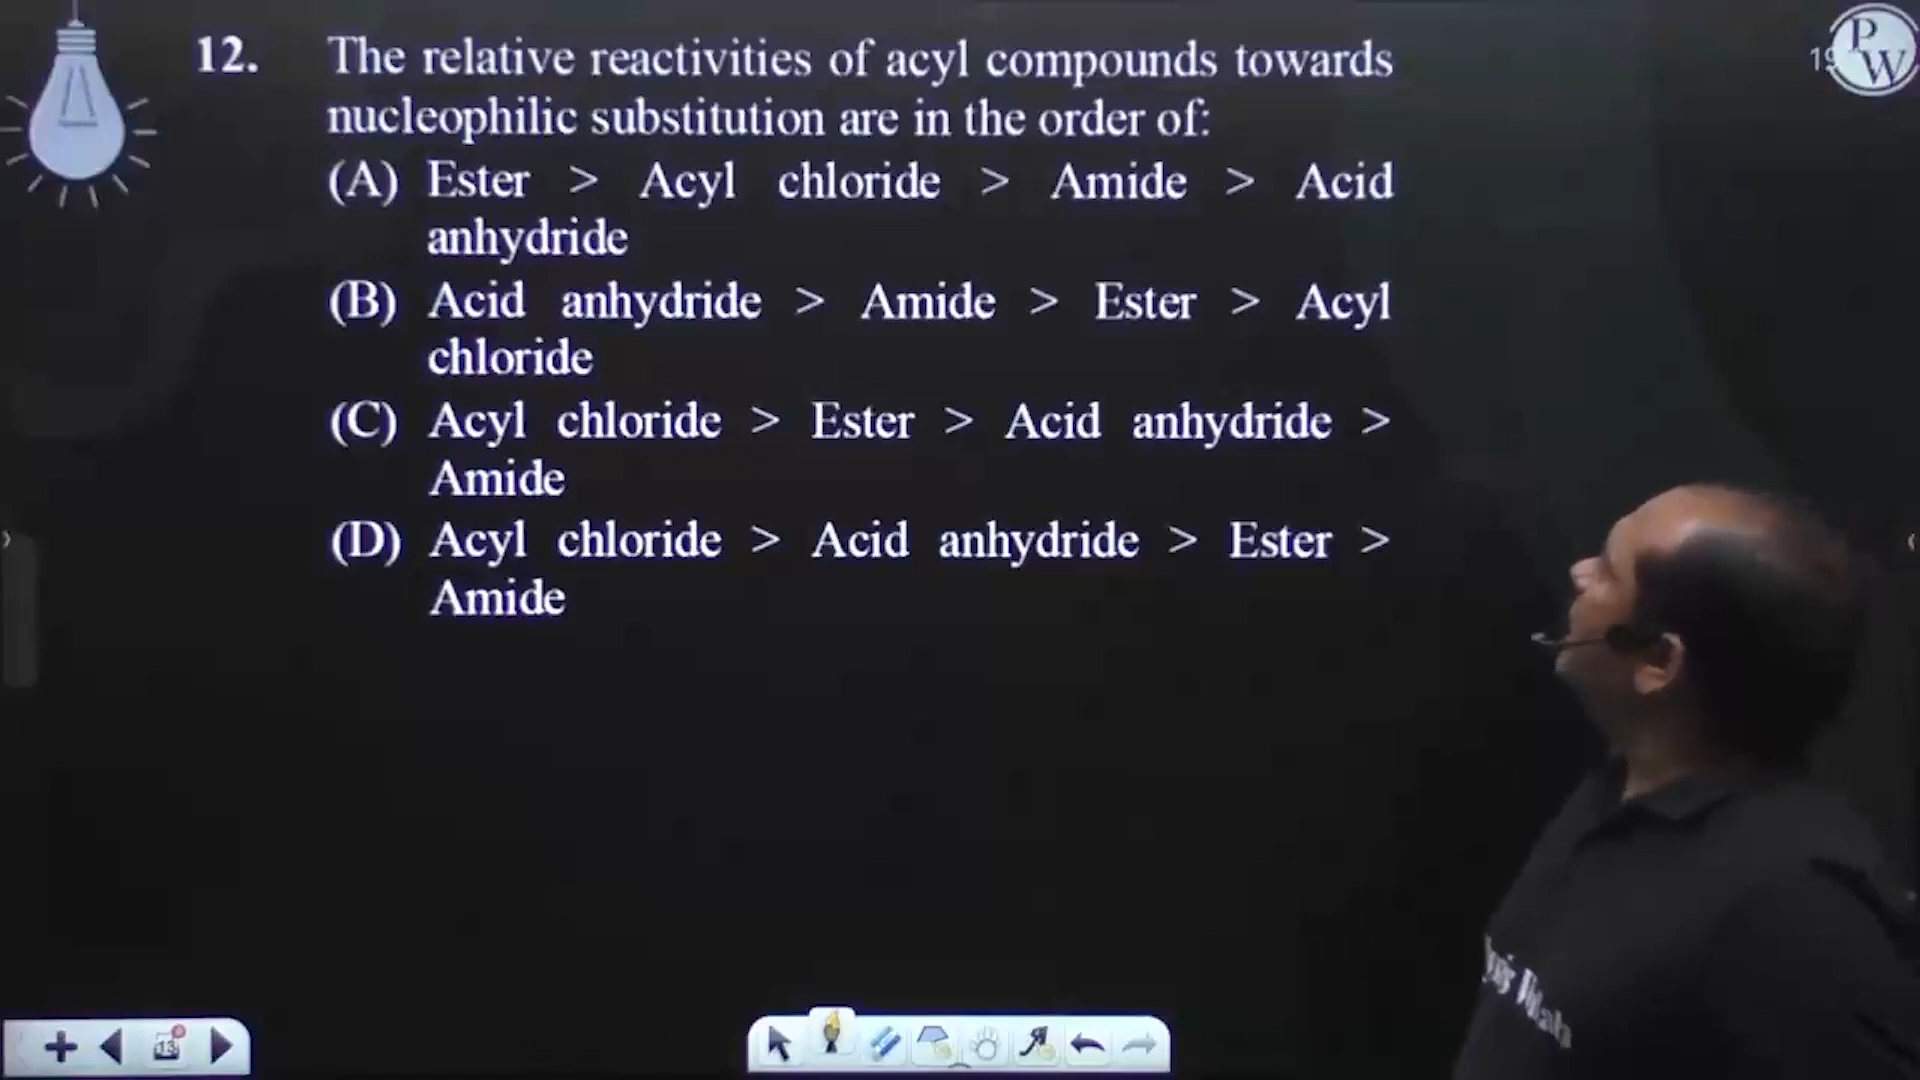 12. The relative reactivities of acyl compounds towards
nucleophilic substitution are in the order of:
(A) Ester > Acyl chloride > Amide > Acid
anhydride
(B) Acid anhydride > Amide > Ester > Acyl
chloride
(C) Acyl chloride > Ester > Acid anhydride >
Amide
(D) Acyl chloride > Acid anhydride > Ester >
Amide
PW
13